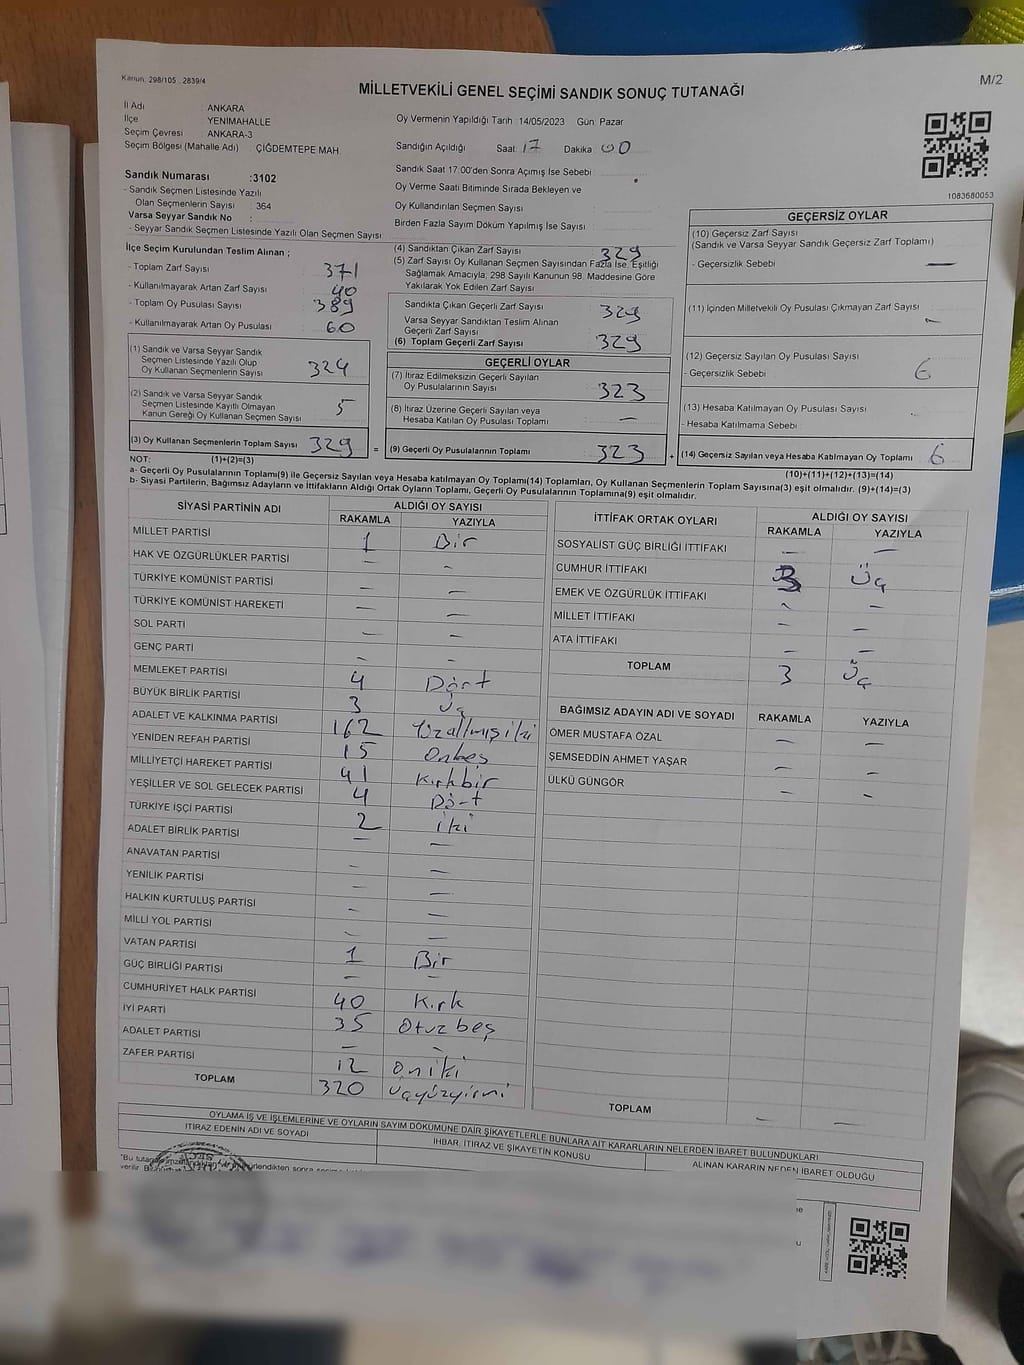 Kanun: 298/105 , 2839/4
M/2
MİLLETVEKİLİ GENEL SEÇİMİ SANDIK SONUÇ TUTANAĞI
İl Adı : ANKARA
İlçe : YENİMAHALLE
Seçim Çevresi : ANKARA-3
Seçim Bölgesi (Mahalle Adı) : ÇİĞDEMTEPE MAH.
Oy Vermenin Yapıldığı Tarih : 14/05/2023 Gün: Pazar
Sandığın Açıldığı Saat: 17 Dakika 00
Sandık Saat 17:00'den Sonra Açılmış İse Sebebi :
Oy Verme Saati Bitiminde Sırada Bekleyen ve
Oy Kullandırılan Seçmen Sayısı :
Birden Fazla Sayım Döküm Yapılmış İse Sayısı :
1083680053
Sandık Numarası :3102
- Sandık Seçmen Listesinde Yazılı
Olan Seçmenlerin Sayısı : 364
Varsa Seyyar Sandık No :
- Seyyar Sandık Seçmen Listesinde Yazılı Olan Seçmen Sayısı:
İlçe Seçim Kurulundan Teslim Alınan ;
- Toplam Zarf Sayısı : 371
- Kullanılmayarak Artan Zarf Sayısı : 40
- Toplam Oy Pusulası Sayısı : 389
- Kullanılmayarak Artan Oy Pusulası : 60
(1) Sandık ve Varsa Seyyar Sandık
Seçmen Listesinde Yazılı Olup
Oy Kullanan Seçmenlerin Sayısı : 324
(2) Sandık ve Varsa Seyyar Sandık
Seçmen Listesinde Kayıtlı Olmayan
Kanun Gereği Oy Kullanan Seçmen Sayısı : 5
(3) Oy Kullanan Seçmenlerin Toplam Sayısı : 329 =
(4) Sandıktan Çıkan Zarf Sayısı : 329
(5) Zarf Sayısı Oy Kullanan Seçmen Sayısından Fazla İse, Eşitliği
Sağlamak Amacıyla; 298 Sayılı Kanunun 98. Maddesine Göre
Yakılarak Yok Edilen Zarf Sayısı :
Sandıkta Çıkan Geçerli Zarf Sayısı : 329
Varsa Seyyar Sandıktan Teslim Alınan
Geçerli Zarf Sayısı :
(6) Toplam Geçerli Zarf Sayısı : 329
GEÇERLİ OYLAR
(7) İtiraz Edilmeksizin Geçerli Sayılan
Oy Pusulalarının Sayısı : 323
(8) İtiraz Üzerine Geçerli Sayılan veya
Hesaba Katılan Oy Pusulası Toplamı : —
(9) Geçerli Oy Pusulalarının Toplamı : 323 +
GEÇERSİZ OYLAR
(10) Geçersiz Zarf Sayısı :
(Sandık ve Varsa Seyyar Sandık Geçersiz Zarf Toplamı)
- Geçersizlik Sebebi : —
(11) İçinden Milletvekili Oy Pusulası Çıkmayan Zarf Sayısı : —
(12) Geçersiz Sayılan Oy Pusulası Sayısı : 6
- Geçersizlik Sebebi :
(13) Hesaba Katılmayan Oy Pusulası Sayısı :
- Hesaba Katılmama Sebebi :
(14) Geçersiz Sayılan veya Hesaba Katılmayan Oy Toplamı : 6
NOT: (1)+(2)=(3)
(10)+(11)+(12)+(13)=(14)
a- Geçerli Oy Pusulalarının Toplamı(9) ile Geçersiz Sayılan veya Hesaba katılmayan Oy Toplamı(14) Toplamları, Oy Kullanan Seçmenlerin Toplam Sayısına(3) eşit olmalıdır. (9)+(14)=(3)
b- Siyasi Partilerin, Bağımsız Adayların ve İttifakların Aldığı Ortak Oyların Toplamı, Geçerli Oy Pusulalarının Toplamına(9) eşit olmalıdır.
SİYASİ PARTİNİN ADI ALDIĞI OY SAYISI
RAKAMLA YAZIYLA
MİLLET PARTİSİ 1 Bir
HAK VE ÖZGÜRLÜKLER PARTİSİ — —
TÜRKİYE KOMÜNİST PARTİSİ — —
TÜRKİYE KOMÜNİST HAREKETİ — —
SOL PARTİ — —
GENÇ PARTİ — —
MEMLEKET PARTİSİ 4 Dört
BÜYÜK BİRLİK PARTİSİ 3 Üç
ADALET VE KALKINMA PARTİSİ 162 Yüzaltmışiki
YENİDEN REFAH PARTİSİ 15 Onbeş
MİLLİYETÇİ HAREKET PARTİSİ 41 Kırkbir
YEŞİLLER VE SOL GELECEK PARTİSİ 4 Dört
TÜRKİYE İŞÇİ PARTİSİ 2 iki
ADALET BİRLİK PARTİSİ — —
ANAVATAN PARTİSİ — —
YENİLİK PARTİSİ — —
HALKIN KURTULUŞ PARTİSİ — —
MİLLİ YOL PARTİSİ — —
VATAN PARTİSİ 1 Bir
GÜÇ BİRLİĞİ PARTİSİ — —
CUMHURİYET HALK PARTİSİ 40 Kırk
İYİ PARTİ 35 Otuzbeş
ADALET PARTİSİ — —
ZAFER PARTİSİ 12 Oniki
TOPLAM 320 Üçyüzyirmi
İTTİFAK ORTAK OYLARI ALDIĞI OY SAYISI
RAKAMLA YAZIYLA
SOSYALİST GÜÇ BİRLİĞİ İTTİFAKI — —
CUMHUR İTTİFAKI 3 Üç
EMEK VE ÖZGÜRLÜK İTTİFAKI — —
MİLLET İTTİFAKI — —
ATA İTTİFAKI — —
TOPLAM 3 Üç
BAĞIMSIZ ADAYIN ADI VE SOYADI RAKAMLA YAZIYLA
ÖMER MUSTAFA ÖZAL — —
ŞEMSEDDİN AHMET YAŞAR — —
ÜLKÜ GÜNGÖR — —
TOPLAM — —
OYLAMA İŞ VE İŞLEMLERİNE VE OYLARIN SAYIM DÖKÜMÜNE DAİR ŞİKAYETLERLE BUNLARA AİT KARARLARIN NELERDEN İBARET BULUNDUKLARI
İTİRAZ EDENİN ADI VE SOYADI İHBAR, İTİRAZ VE ŞİKAYETİN KONUSU ALINAN KARARIN NEDEN İBARET OLDUĞU